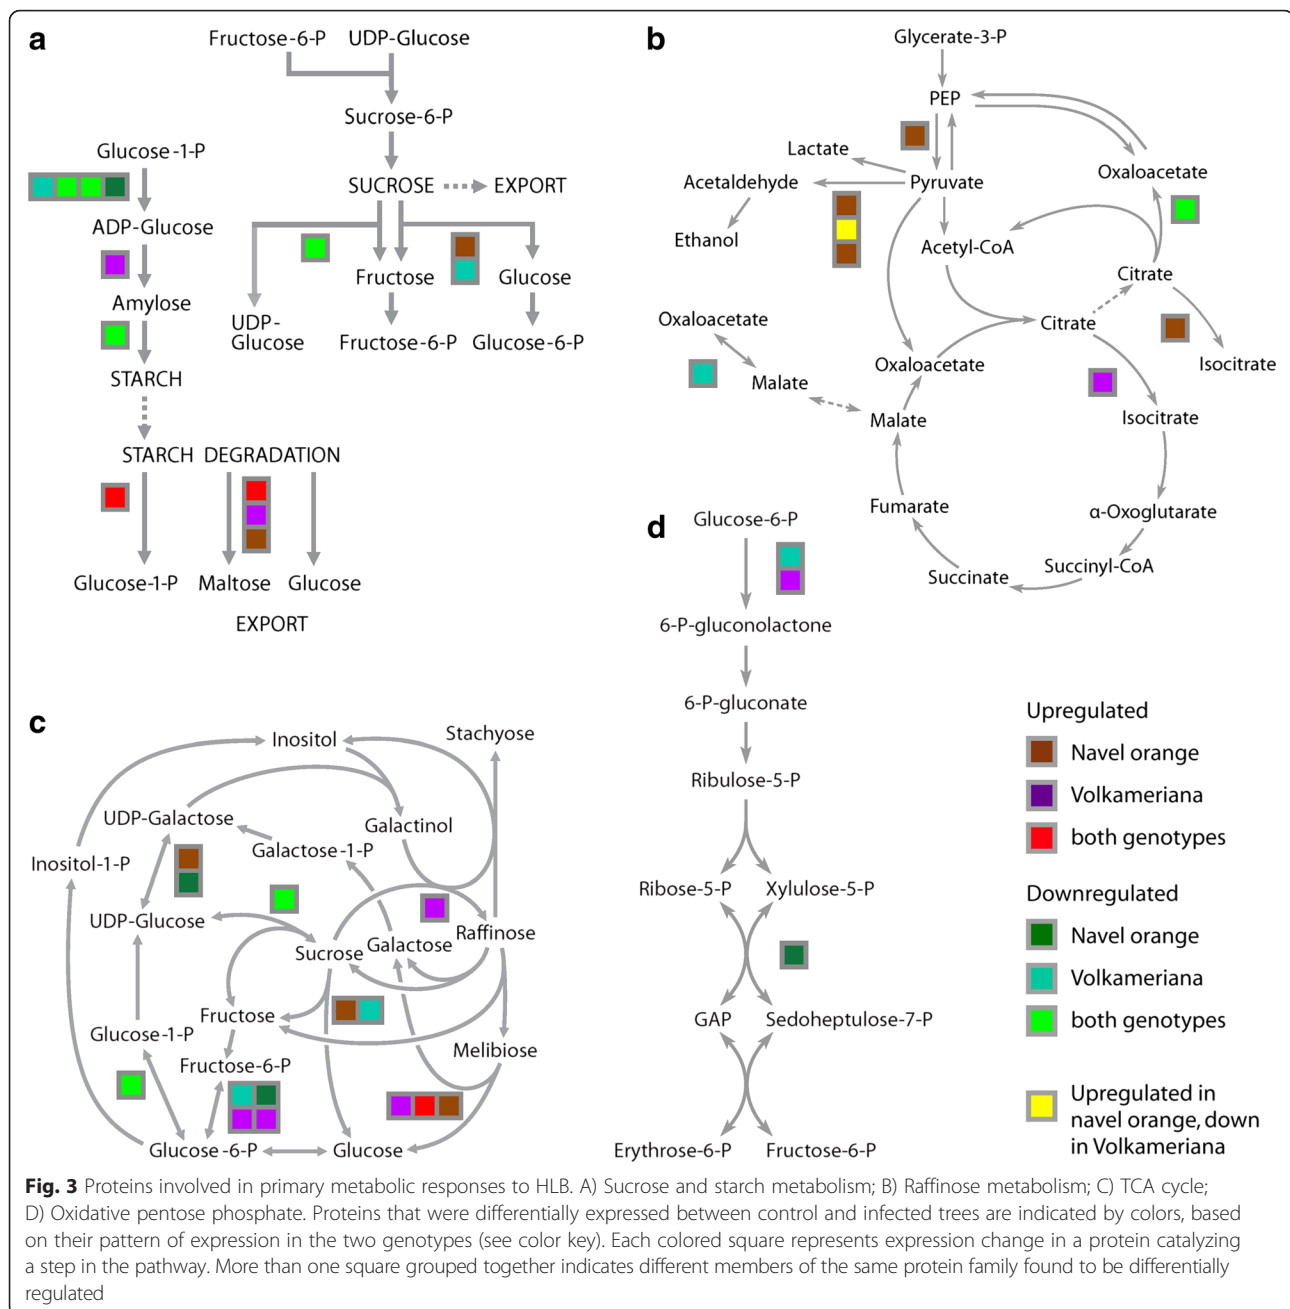 a
Fructose-6-P
UDP-Glucose
Sucrose-6-P
Glucose-1-P
SUCROSE
EXPORT
ADP-Glucose
Fructose
Glucose
Amylose
UDP-
Glucose
Fructose-6-P
Glucose-6-P
STARCH
STARCH DEGRADATION
Glucose-1-P
Maltose
Glucose
EXPORT
b
Glycerate-3-P
PEP
Lactate
Oxaloacetate
Acetaldehyde
Pyruvate
Ethanol
Acetyl-CoA
Citrate
Oxaloacetate
Citrate
Isocitrate
Oxaloacetate
Malate
Malate
Isocitrate
Fumarate
α-Oxoglutarate
Succinyl-CoA
Succinate
c
Inositol
Stachyose
UDP-Galactose
Galactinol
Galactose-1-P
Inositol-1-P
UDP-Glucose
Raffinose
Galactose
Sucrose
Fructose
Glucose-1-P
Melibiose
Fructose-6-P
Glucose-6-P
Glucose
d
Glucose-6-P
6-P-gluconolactone
6-P-gluconate
Ribulose-5-P
Ribose-5-P
Xylulose-5-P
GAP
Sedoheptulose-7-P
Erythrose-6-P
Fructose-6-P
Upregulated
Navel orange
Volkameriana
both genotypes
Downregulated
Navel orange
Volkameriana
both genotypes
Upregulated in
navel orange, down
in Volkameriana
Fig. 3 Proteins involved in primary metabolic responses to HLB. A) Sucrose and starch metabolism; B) Raffinose metabolism; C) TCA cycle;
D) Oxidative pentose phosphate. Proteins that were differentially expressed between control and infected trees are indicated by colors, based
on their pattern of expression in the two genotypes (see color key). Each colored square represents expression change in a protein catalyzing
a step in the pathway. More than one square grouped together indicates different members of the same protein family found to be differentially
regulated